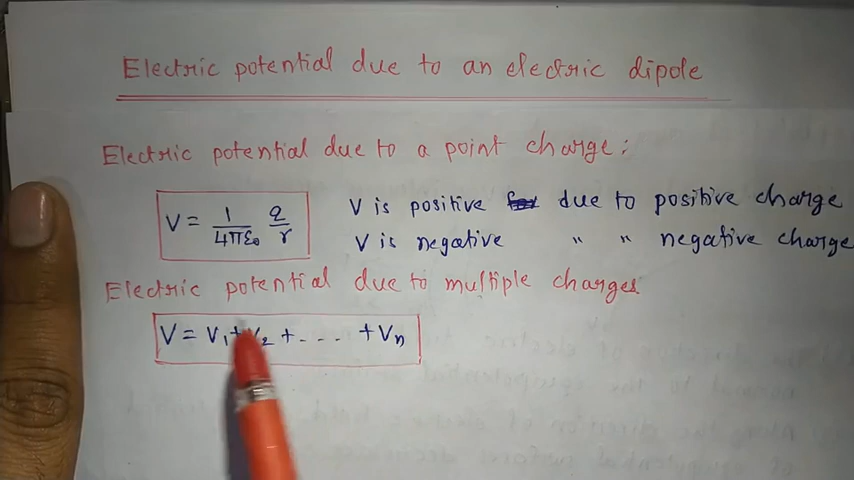 Electric potential due to an electric dipole
Electric potential due to a point charge:
V = 1/4πε₀ q/r V is positive due to positive charge
V is negative " " negative charge
Electric potential due to multiple charges.
V = V₁ + V₂ + - - - + Vₙ